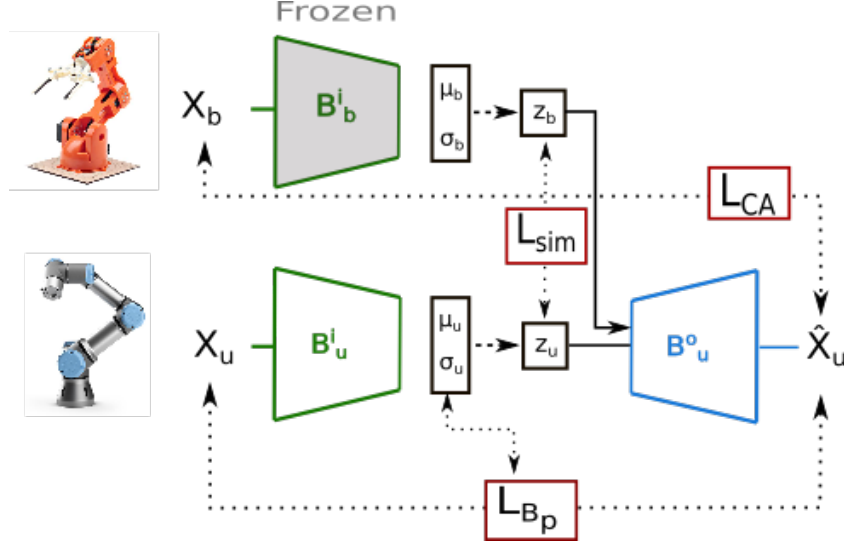 Frozen
X_b
B^i_b
μ_b
σ_b
z_b
L_CA
L_sim
X_u
B^i_u
μ_u
σ_u
z_u
B^o_u
X̂_u
L_B_p